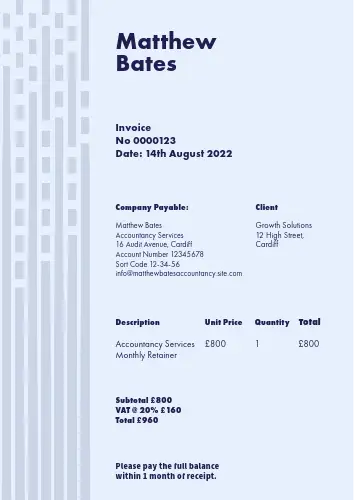 Matthew
Bates
Invoice
No 0000123
Date: 14th August 2022
Company Payable:
Matthew Bates
Accountancy Services
16 Audit Avenue, Cardiff
Account Number 12345678
Sort Code 12-34-56
info@matthewbatesaccountancy.site.com
Client
Growth Solutions
12 High Street,
Cardiff
Description Unit Price Quantity Total
Accountancy Services £800 1 £800
Monthly Retainer
Subtotal £800
VAT @ 20% £160
Total £960
Please pay the full balance
within 1 month of receipt.